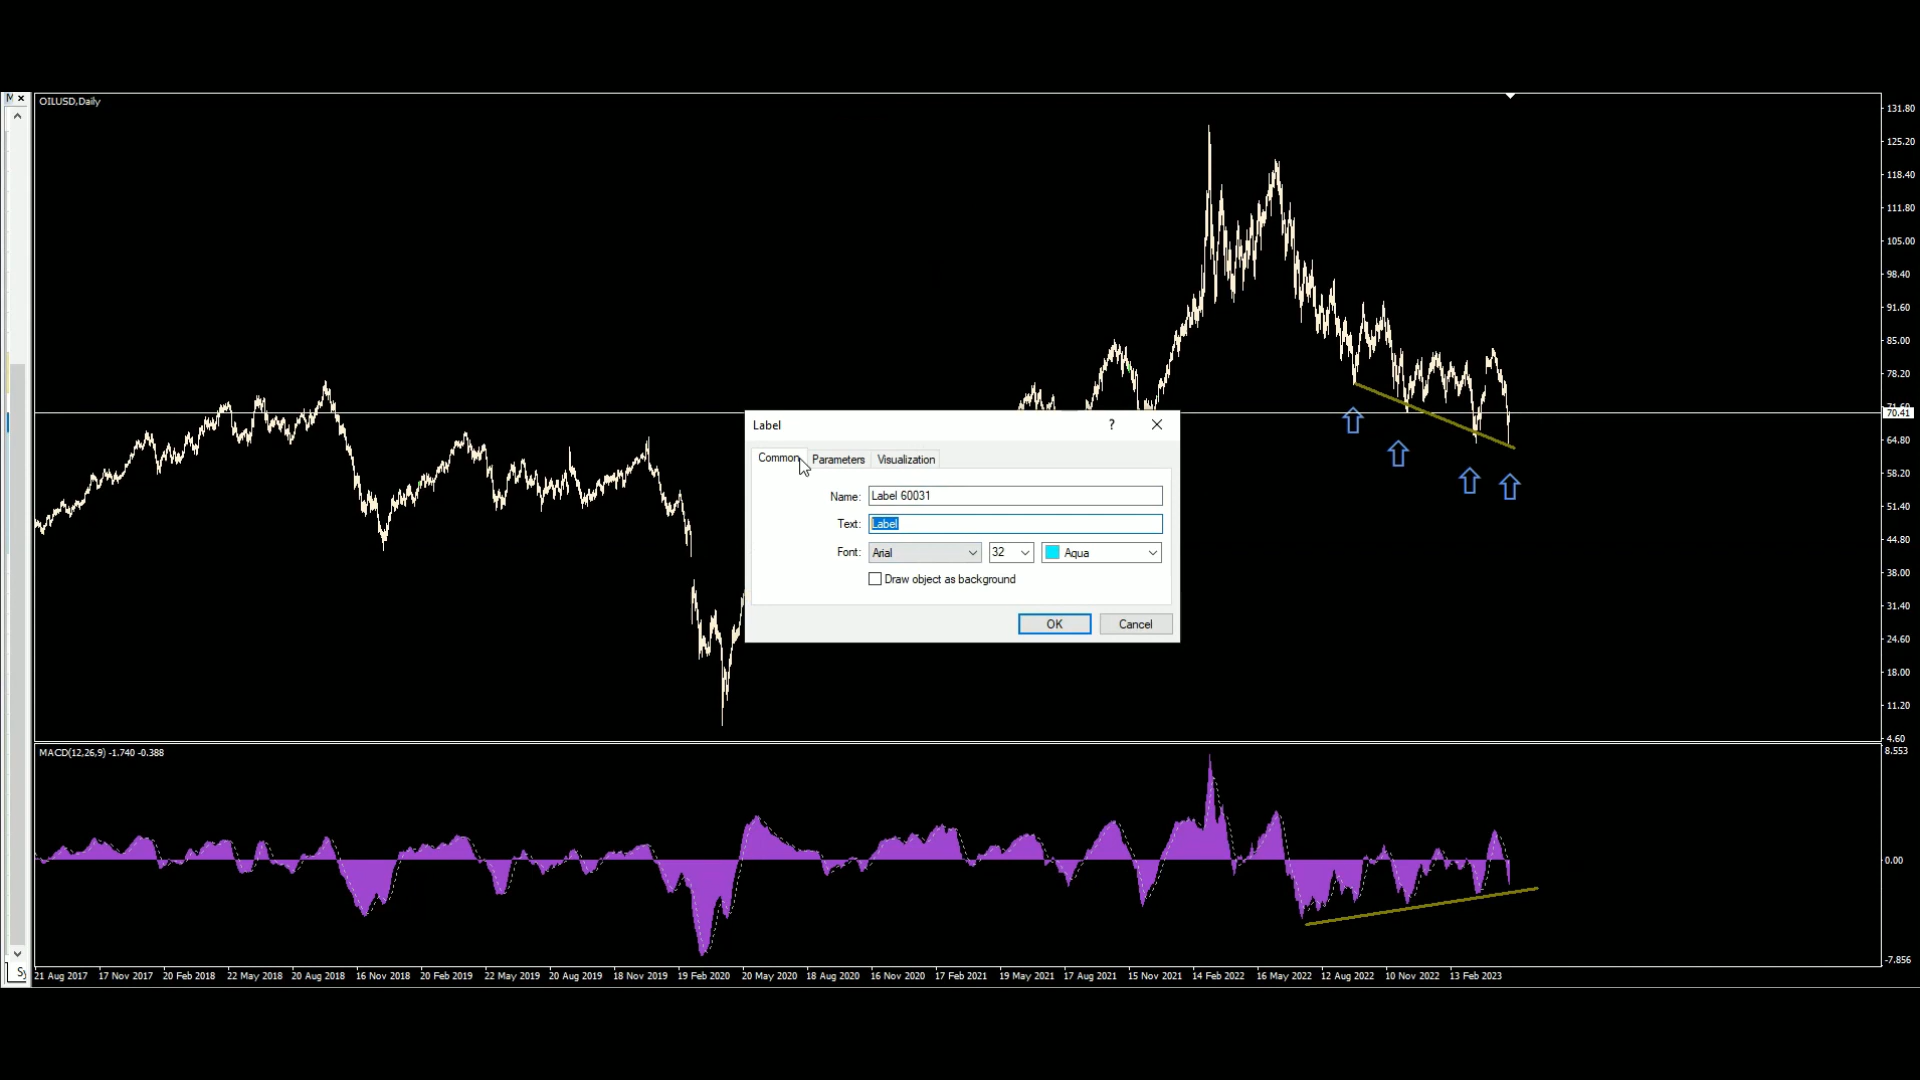 OILUSD,Daily
131.80
125.20
118.40
111.80
105.00
98.40
91.60
85.00
78.20
70.41
64.80
58.20
51.40
44.80
38.00
31.40
24.60
18.00
11.20
4.60
Label
Common Parameters Visualization
Name: Label 60031
Text: Label
Font: Arial 32 Aqua
Draw object as background
OK Cancel
MACD(12,26,9) -1.740 -0.388
8.553
0.00
-7.856
21 Aug 2017 17 Nov 2017 20 Feb 2018 22 May 2018 20 Aug 2018 16 Nov 2018 20 Feb 2019 22 May 2019 20 Aug 2019 18 Nov 2019 19 Feb 2020 20 May 2020 18 Aug 2020 16 Nov 2020 17 Feb 2021 19 May 2021 17 Aug 2021 15 Nov 2021 14 Feb 2022 16 May 2022 12 Aug 2022 10 Nov 2022 13 Feb 2023